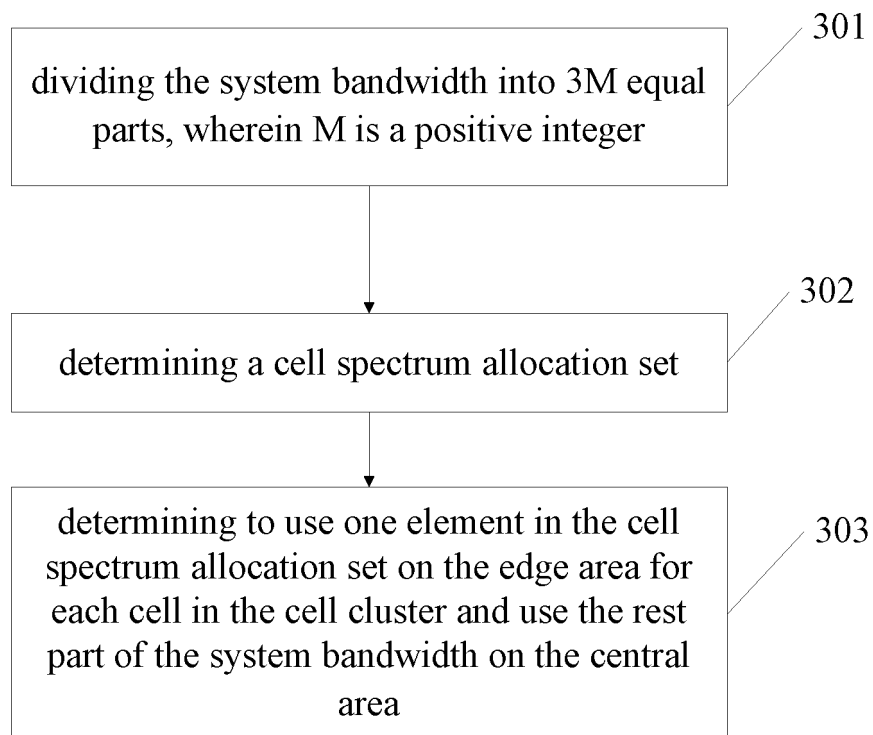 301
dividing the system bandwidth into 3M equal
parts, wherein M is a positive integer
302
determining a cell spectrum allocation set
303
determining to use one element in the cell
spectrum allocation set on the edge area for
each cell in the cell cluster and use the rest
part of the system bandwidth on the central
area